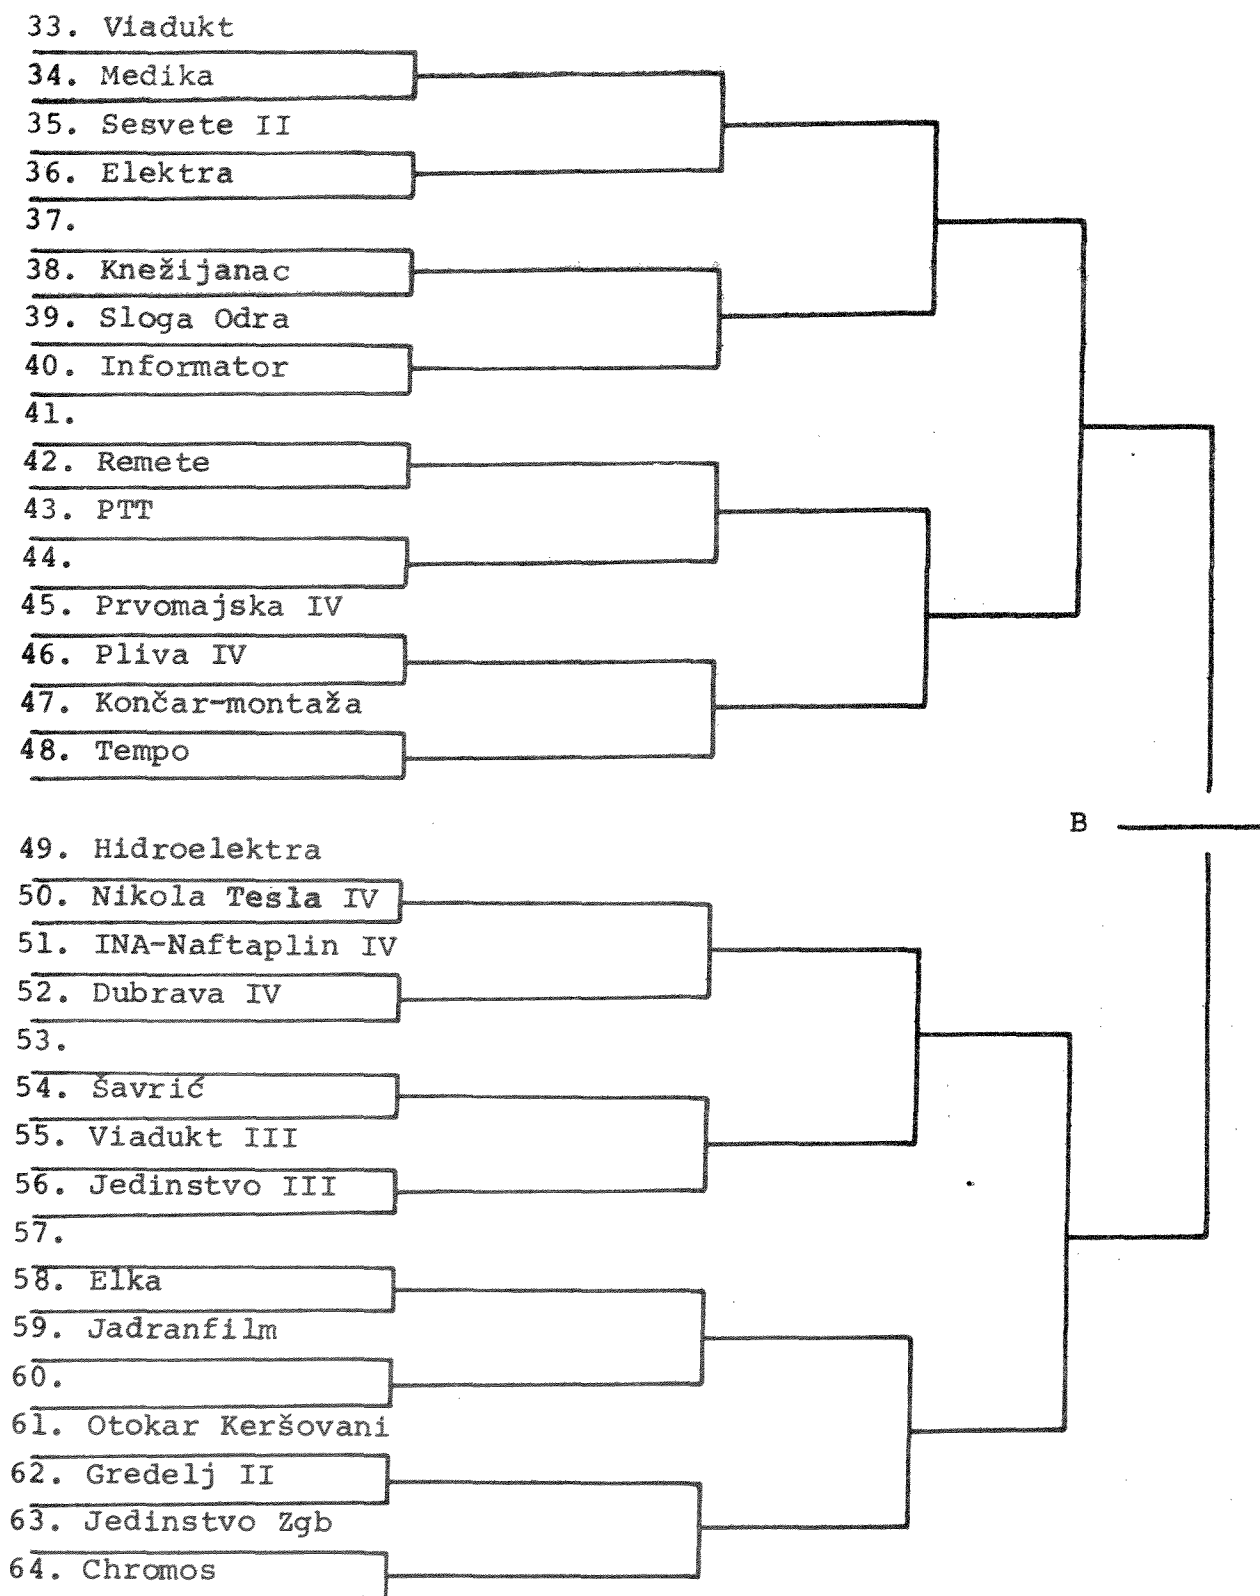 33. Viadukt
34. Medika
35. Sesvete II
36. Elektra
37.
38. Knežijanac
39. Sloga Odra
40. Informator
41.
42. Remete
43. PTT
44.
45. Prvomajska IV
46. Pliva IV
47. Končar-montaža
48. Tempo
B
49. Hidroelektra
50. Nikola Tesla IV
51. INA-Naftaplin IV
52. Dubrava IV
53.
54. Šavrić
55. Viadukt III
56. Jedinstvo III
57.
58. Elka
59. Jadranfilm
60.
61. Otokar Keršovani
62. Gredelj II
63. Jedinstvo Zgb
64. Chromos